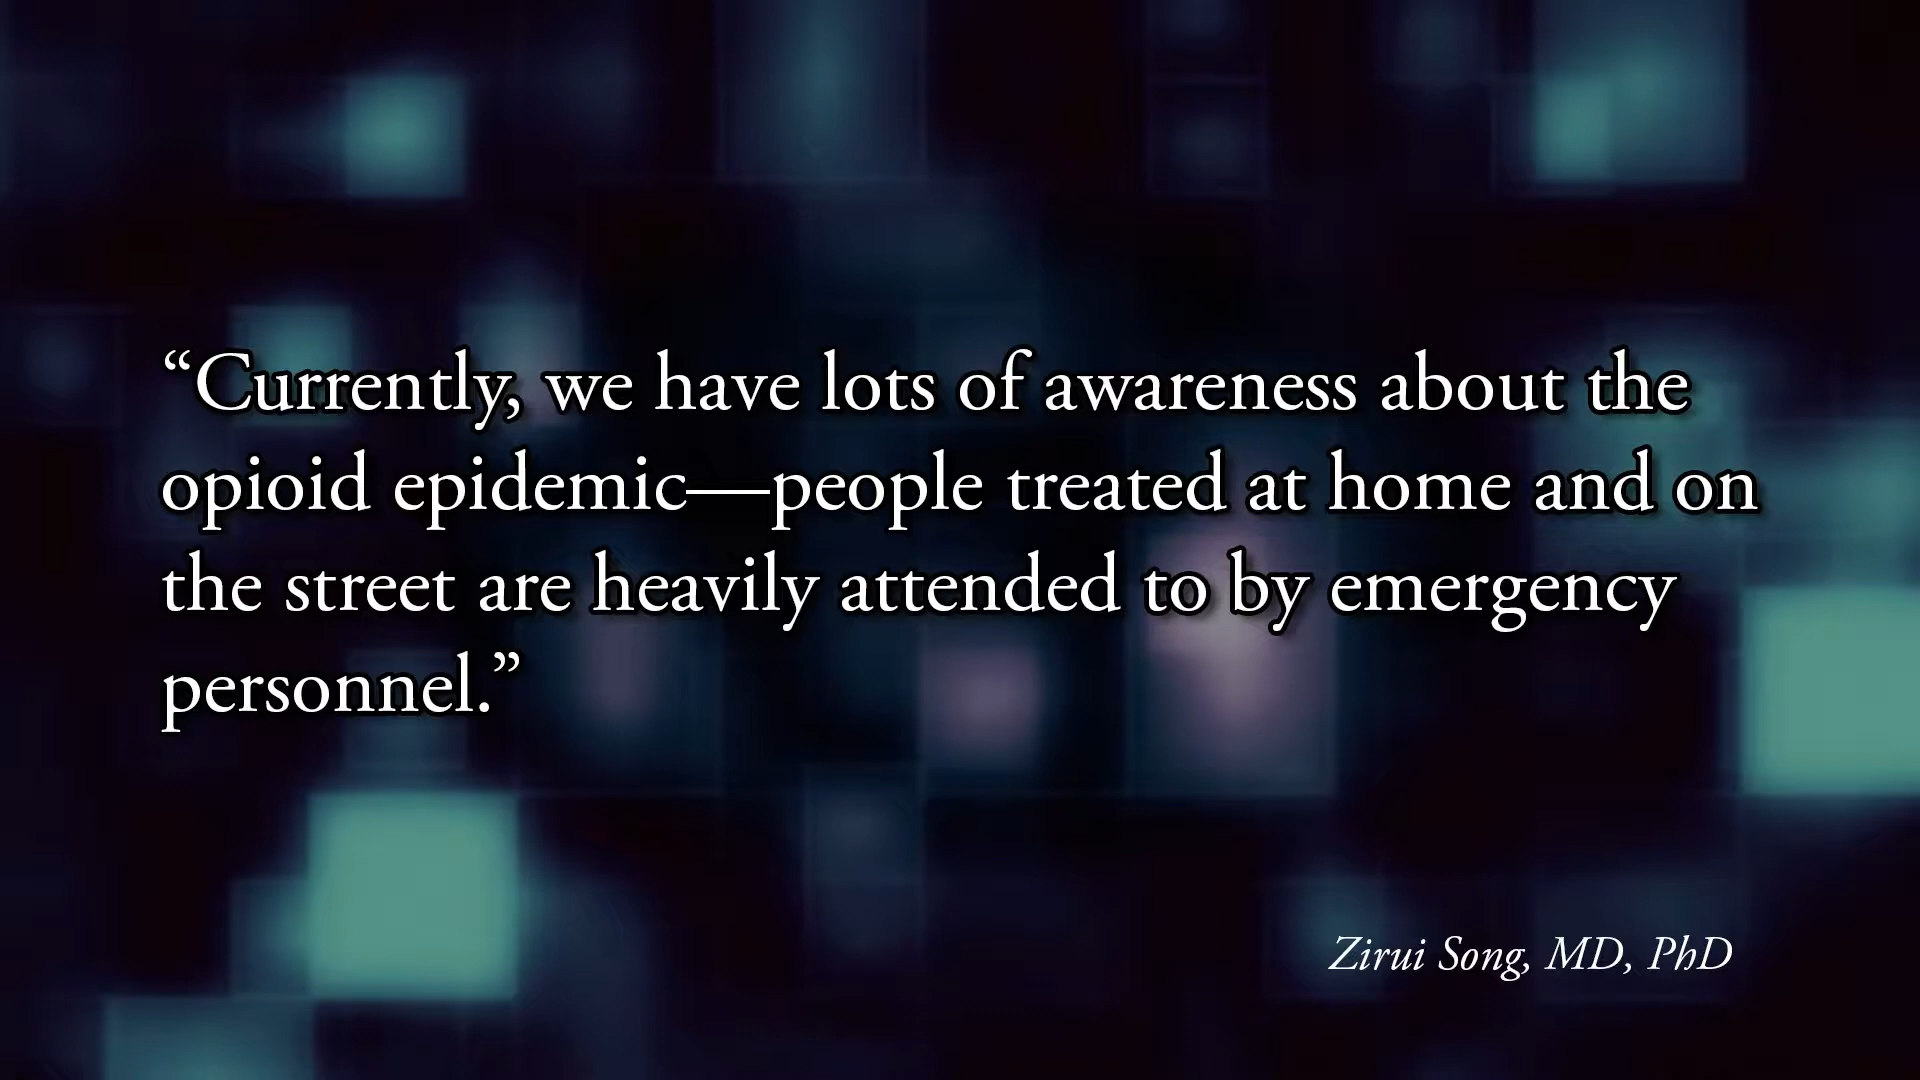 “Currently, we have lots of awareness about the
opioid epidemic—people treated at home and on
the street are heavily attended to by emergency
personnel.”
Zirui Song, MD, PhD